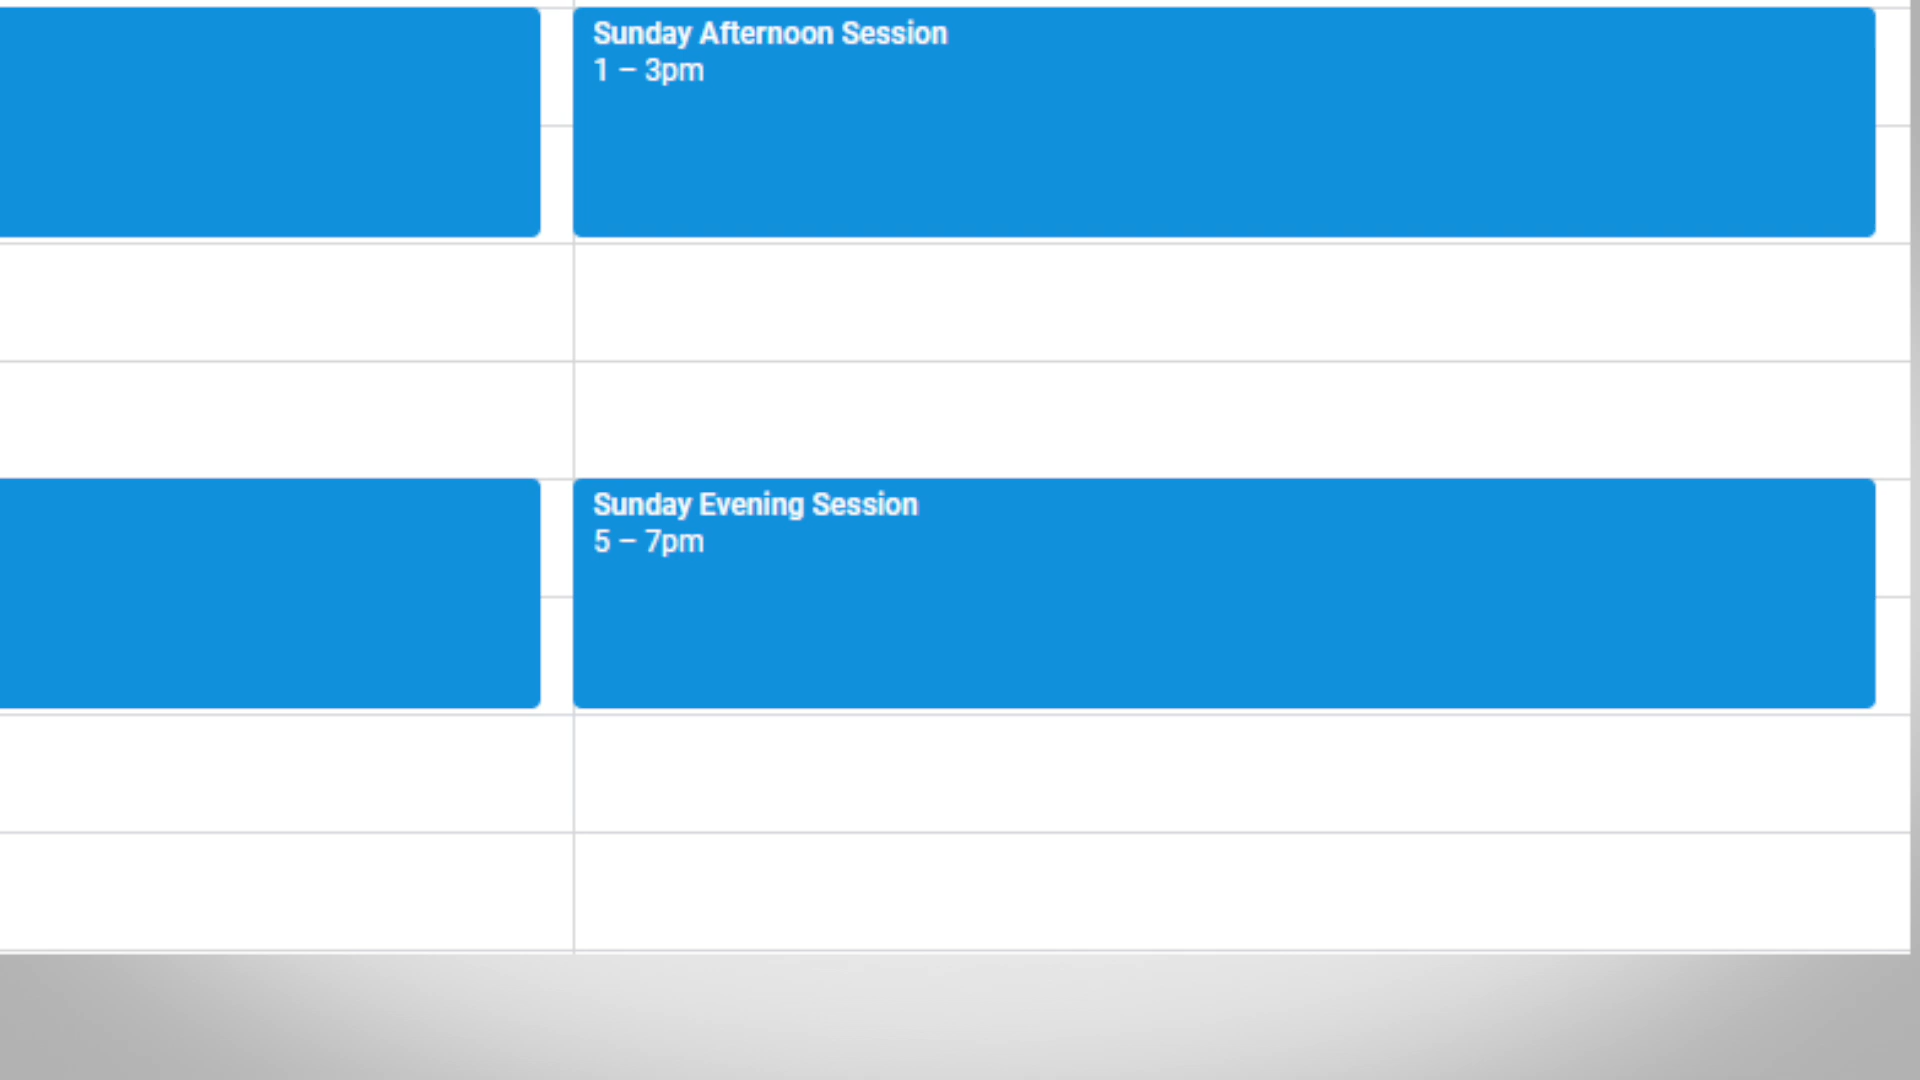 Sunday Afternoon Session
1 – 3pm
Sunday Evening Session
5 – 7pm